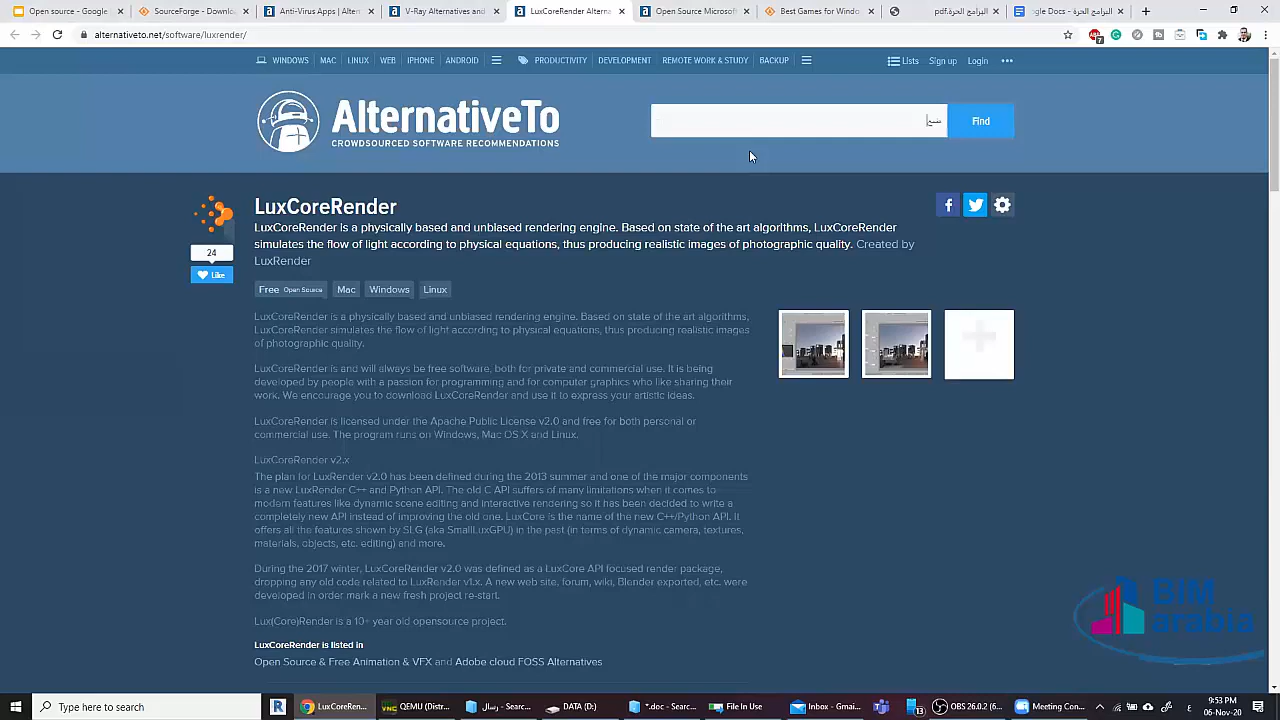 Open source - Google
SourceForge - Downloa
Anti-Virus Apps | Alter
V-Ray Alternatives and
LuxCoreRender Alterna
Open Source Microsoft
Best Games for Windo
البرامج ا
pdf
ogle Docs - البرامج المفتوحة
alternativeto.net/software/luxrender/
WINDOWS MAC LINUX WEB IPHONE ANDROID PRODUCTIVITY DEVELOPMENT REMOTE WORK & STUDY BACKUP Lists Sign up Login
AlternativeTo
CROWDSOURCED SOFTWARE RECOMMENDATIONS
Find
LuxCoreRender
LuxCoreRender is a physically based and unbiased rendering engine. Based on state of the art algorithms, LuxCoreRender
simulates the flow of light according to physical equations, thus producing realistic images of photographic quality. Created by
LuxRender
24
Like
Free Open Source Mac Windows Linux
LuxCoreRender is a physically based and unbiased rendering engine. Based on state of the art algorithms,
LuxCoreRender simulates the flow of light according to physical equations, thus producing realistic images
of photographic quality.
LuxCoreRender is and will always be free software, both for private and commercial use. It is being
developed by people with a passion for programming and for computer graphics who like sharing their
work. We encourage you to download LuxCoreRender and use it to express your artistic ideas.
LuxCoreRender is licensed under the Apache Public License v2.0 and free for both personal or
commercial use. The program runs on Windows, Mac OS X and Linux.
LuxCoreRender v2.x
The plan for LuxRender v2.0 has been defined during the 2013 summer and one of the major components
is a new LuxRender C++ and Python API. The old C API suffers of many limitations when it comes to
modern features like dynamic scene editing and interactive rendering so it has been decided to write a
completely new API instead of improving the old one. LuxCore is the name of the new C++/Python API. It
offers all the features shown by SLG (aka SmallLuxGPU) in the past (in terms of dynamic camera, textures,
materials, objects, etc. editing) and more.
During the 2017 winter, LuxCoreRender v2.0 was defined as a LuxCore API focused render package,
dropping any old code related to LuxRender v1.x. A new web site, forum, wiki, Blender exported, etc. were
developed in order mark a new fresh project re-start.
Lux(Core)Render is a 10+ year old opensource project.
LuxCoreRender is listed in
Open Source & Free Animation & VFX and Adobe cloud FOSS Alternatives
BIM
arabia
Type here to search
LuxCoreRen...
QEMU (Distr...
رسايل - Searc...
DATA (D:)
*.doc - Searc...
File In Use
Inbox - Gmai...
13
OBS 26.0.2 (6...
Meeting Con...
9:53 PM
06-Nov-20